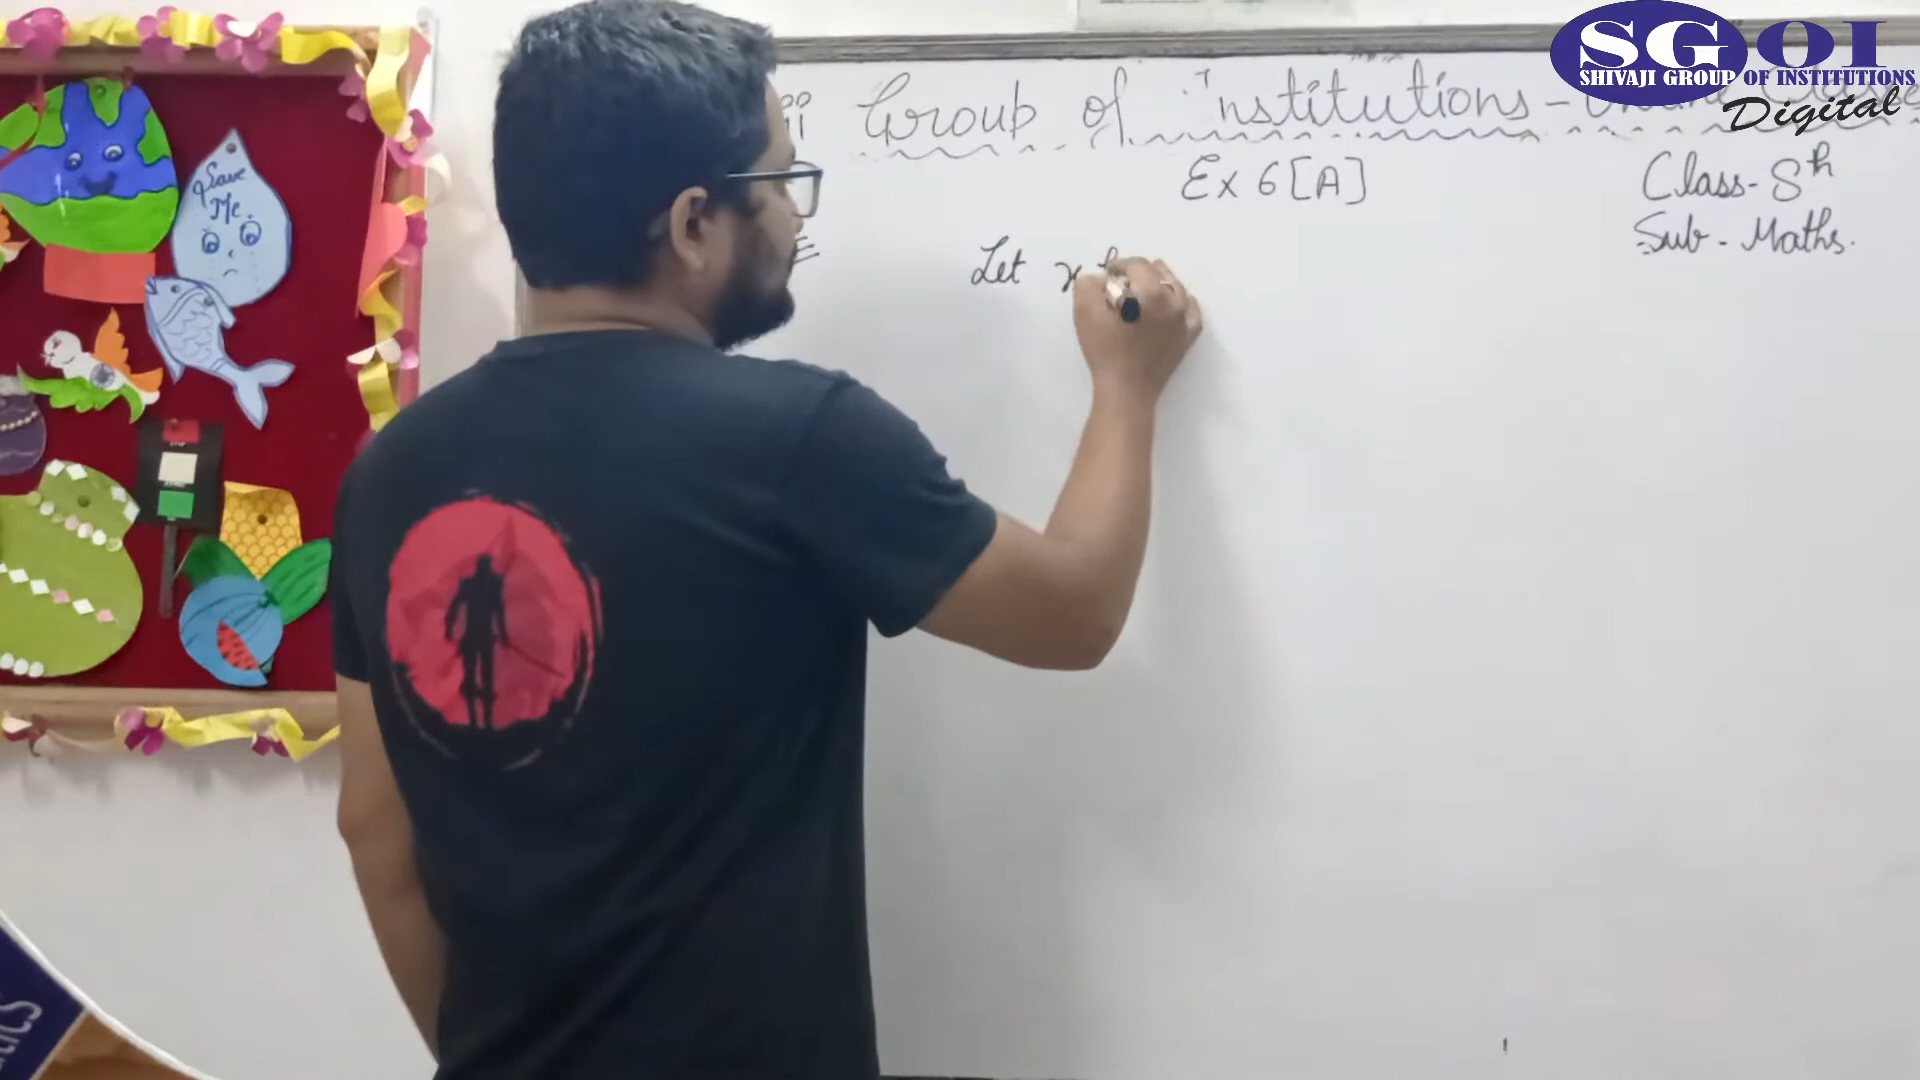 SGOI
SHIVAJI GROUP OF INSTITUTIONS
Digital
Group of Institutions -
Ex 6[A]
Class - 8th
Sub - Maths.
Let x
Save
Me.